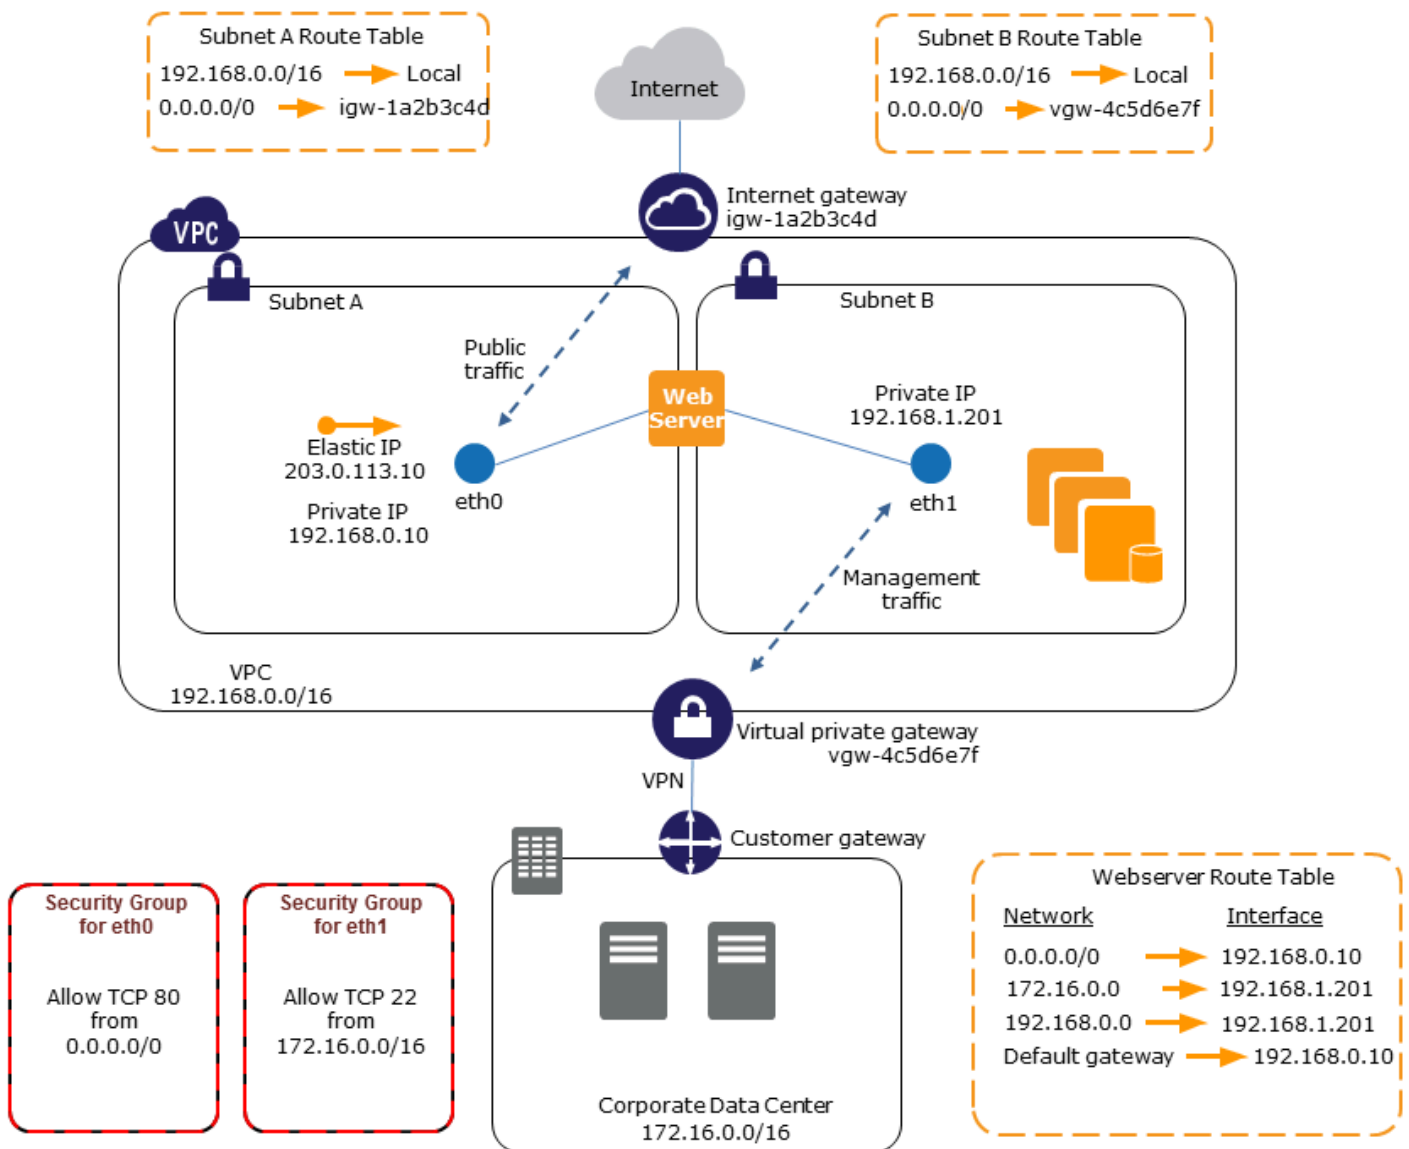 Subnet A Route Table
192.168.0.0/16 Local
0.0.0.0/0 igw-1a2b3c4d
Internet
Subnet B Route Table
192.168.0.0/16 Local
0.0.0.0/0 vgw-4c5d6e7f
Internet gateway
igw-1a2b3c4d
VPC
Subnet A
Subnet B
Public
traffic
Web
Server
Private IP
192.168.1.201
Elastic IP
203.0.113.10
eth0
Private IP
192.168.0.10
eth1
Management
traffic
VPC
192.168.0.0/16
Virtual private gateway
vgw-4c5d6e7f
VPN
Customer gateway
Security Group
for eth0
Allow TCP 80
from
0.0.0.0/0
Security Group
for eth1
Allow TCP 22
from
172.16.0.0/16
Corporate Data Center
172.16.0.0/16
Webserver Route Table
Network Interface
0.0.0.0/0 192.168.0.10
172.16.0.0 192.168.1.201
192.168.0.0 192.168.1.201
Default gateway 192.168.0.10